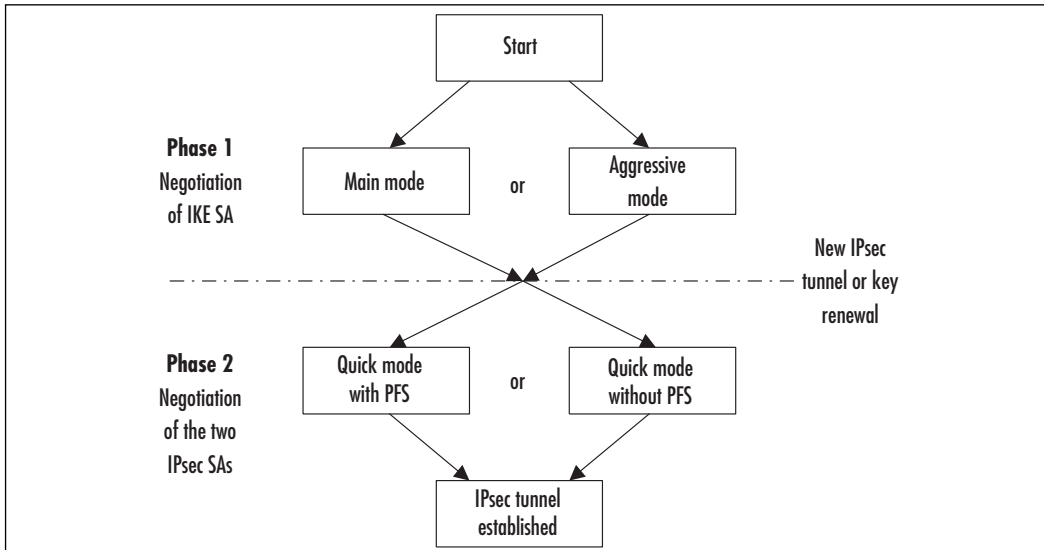 Start
Phase 1
Negotiation
of IKE SA
Main mode
or
Aggressive
mode
New IPsec
tunnel or key
renewal
Phase 2
Negotiation
of the two
IPsec SAs
Quick mode
with PFS
or
Quick mode
without PFS
IPsec tunnel
established